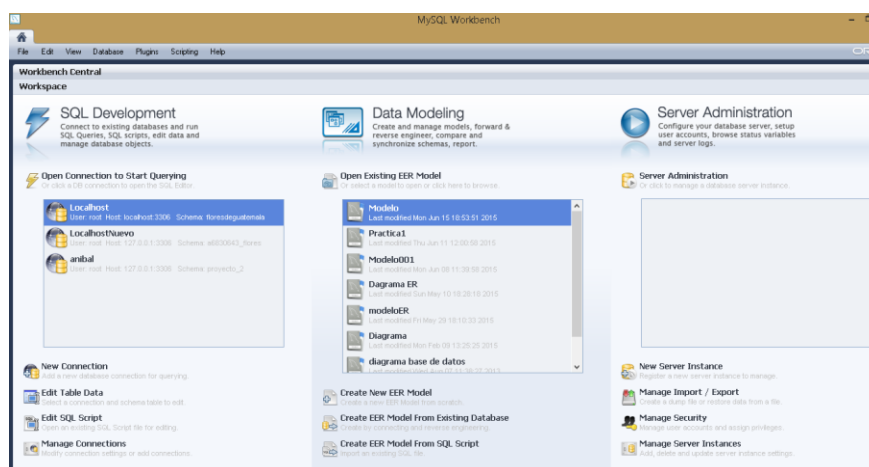 MySQL Workbench
File Edit View Database Plugins Scripting Help
Workbench Central
Workspace
SQL Development
Connect to existing databases and run
SQL Queries, SQL scripts, edit data and
manage database objects.
Open Connection to Start Querying
Or click a DB connection to open the SQL Editor.
Localhost
User: root Host: localhost:3306 Schema: floresdeguatemala
LocalhostNuevo
User: root Host: 127.0.0.1:3306 Schema:
anibal
User: root Host: 127.0.0.1:3306 Schema: proyecto_2
New Connection
Add a new database connection for querying.
Edit Table Data
Select a connection and schema table to edit.
Edit SQL Script
Open an existing SQL Script file for editing.
Manage Connections
Modify connection settings or add connections.
Data Modeling
Create and manage models, forward &
reverse engineer, compare and
synchronize schemas, report.
Open Existing EER Model
Or select a model to open or click here to browse.
Modelo
Last modified Mon Jun 15 18:53:51 2015
Practica1
Last modified Thu Jun 11 12:00:50 2015
Modelo001
Last modified Mon Jun 08 11:38:58 2015
Dagrama ER
Last modified Sun May 10 18:26:18 2015
modeloER
Last modified Fri May 29 18:10:33 2015
Diagrama
Last modified Mon Feb 09 13:25:25 2015
diagrama base de datos
Last modified Wed Aug 07
Create New EER Model
Create a new EER Model from scratch.
Create EER Model From Existing Database
Create by connecting and reverse engineering.
Create EER Model From SQL Script
Import an existing SQL file.
Server Administration
Configure your database server, setup
user accounts, browse status variables
and server logs.
Server Administration
Or click to manage a database server instance.
New Server Instance
Register a new server instance to manage.
Manage Import / Export
Create a dump file or restore data from a file.
Manage Security
Manage user accounts and assign privileges.
Manage Server Instances
Add, delete and update server instance settings.